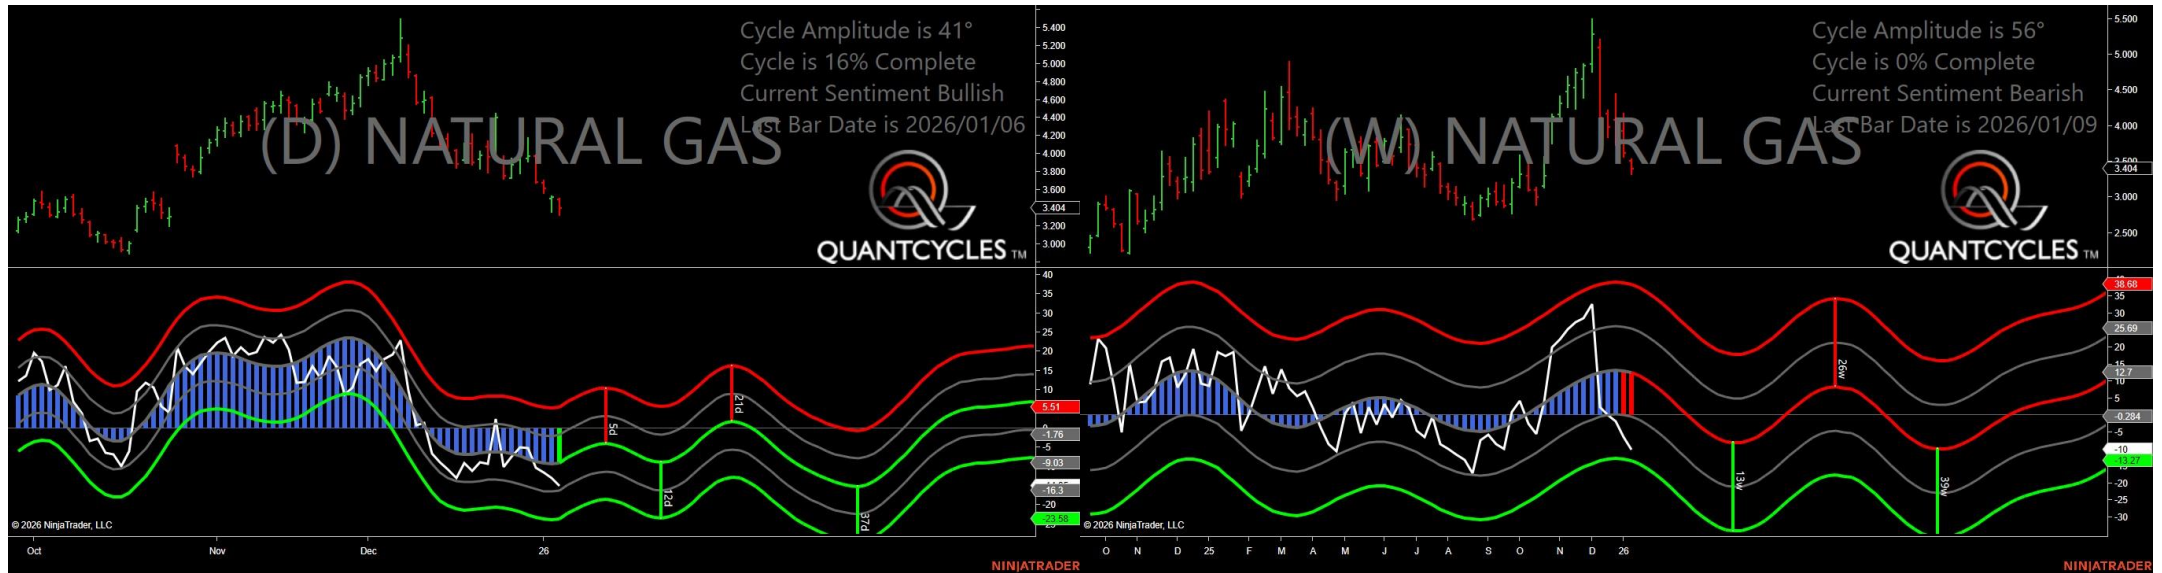 Cycle Amplitude is 41°
Cycle is 16% Complete
Current Sentiment Bullish
Last Bar Date is 2026/01/06
(D) NATURAL GAS
QUANTCYCLES TM
5.400
5.200
5.000
4.800
4.600
4.400
4.200
4.000
3.800
3.600
3.404
3.200
3.000
40
35
30
25
20
15
10
5.51
-1.76
-5
-9.03
-16.3
-23.58
5d
12d
21d
37d
© 2026 NinjaTrader, LLC
Oct Nov Dec 26
NINJATRADER
Cycle Amplitude is 56°
Cycle is 0% Complete
Current Sentiment Bearish
Last Bar Date is 2026/01/09
(W) NATURAL GAS
QUANTCYCLES TM
5.500
5.000
4.500
4.000
3.500
3.404
3.000
2.500
38.68
35
30
25.69
20
15
12.7
10
5
-0.284
-5
-10
-13.27
-20
-25
-30
13w
26w
39w
© 2026 NinjaTrader, LLC
O N D 25 F M A M J J A S O N D 26
NINJATRADER